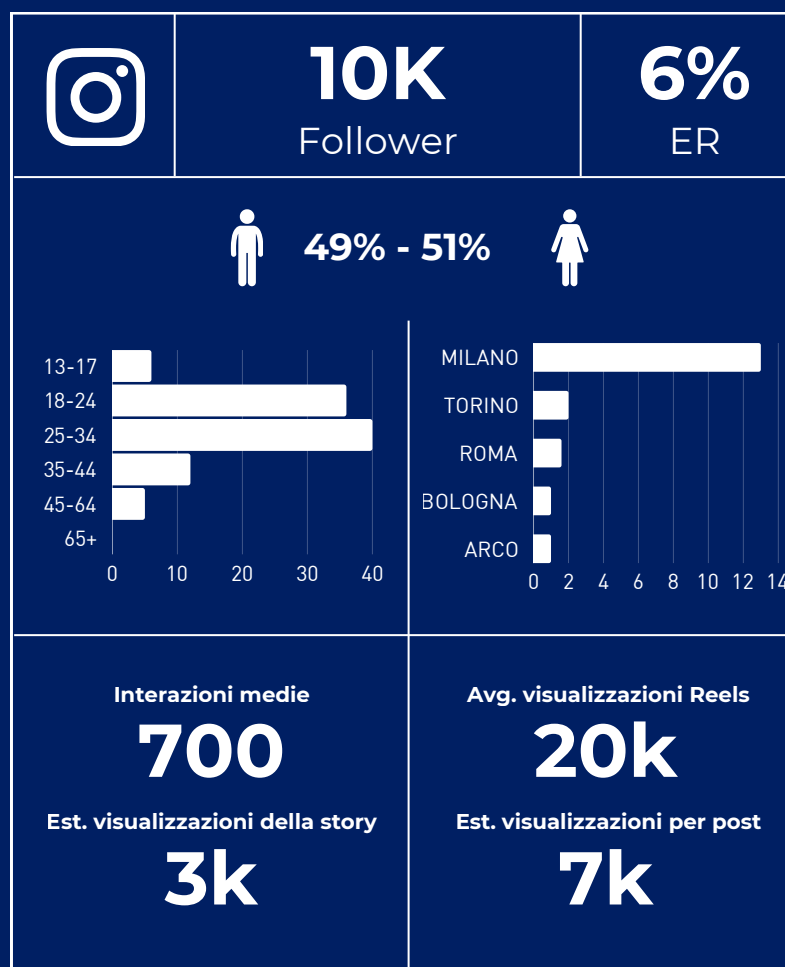 10K
Follower
6%
ER
49% - 51%
13-17
18-24
25-34
35-44
45-64
65+
0 10 20 30 40
MILANO
TORINO
ROMA
BOLOGNA
ARCO
0 2 4 6 8 10 12 14
Interazioni medie
700
Est. visualizzazioni della story
3k
Avg. visualizzazioni Reels
20k
Est. visualizzazioni per post
7k